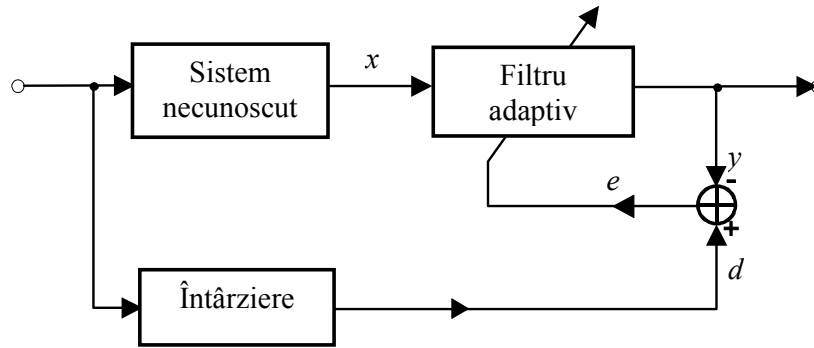 Sistem
necunoscut
x
Filtru
adaptiv
y
-
e
+
d
Întârziere